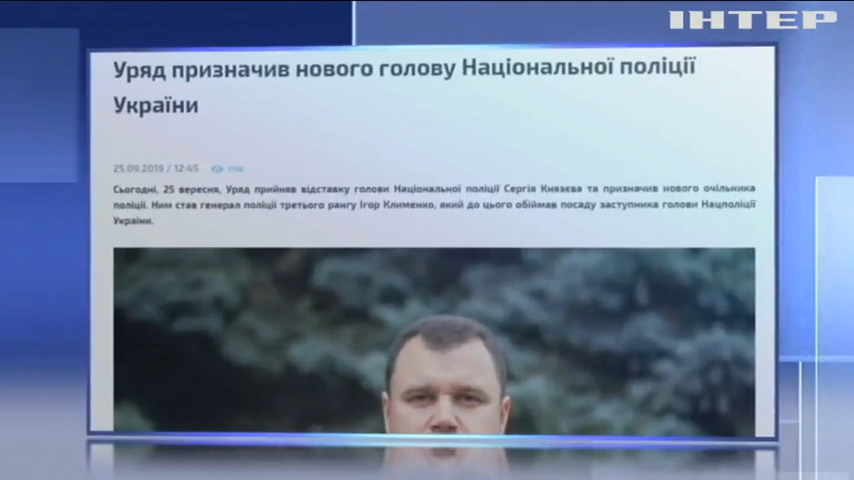 ІНТЕР
Уряд призначив нового голову Національної поліції
України
25.09.2019 / 12:45
Сьогодні, 25 вересня, Уряд прийняв відставку голови Національної поліції Сергія Князєва та призначив нового очільника
поліції. Ним став генерал поліції третього рангу Ігор Клименко, який до цього обіймав посаду заступника голови Нацполіції
України.